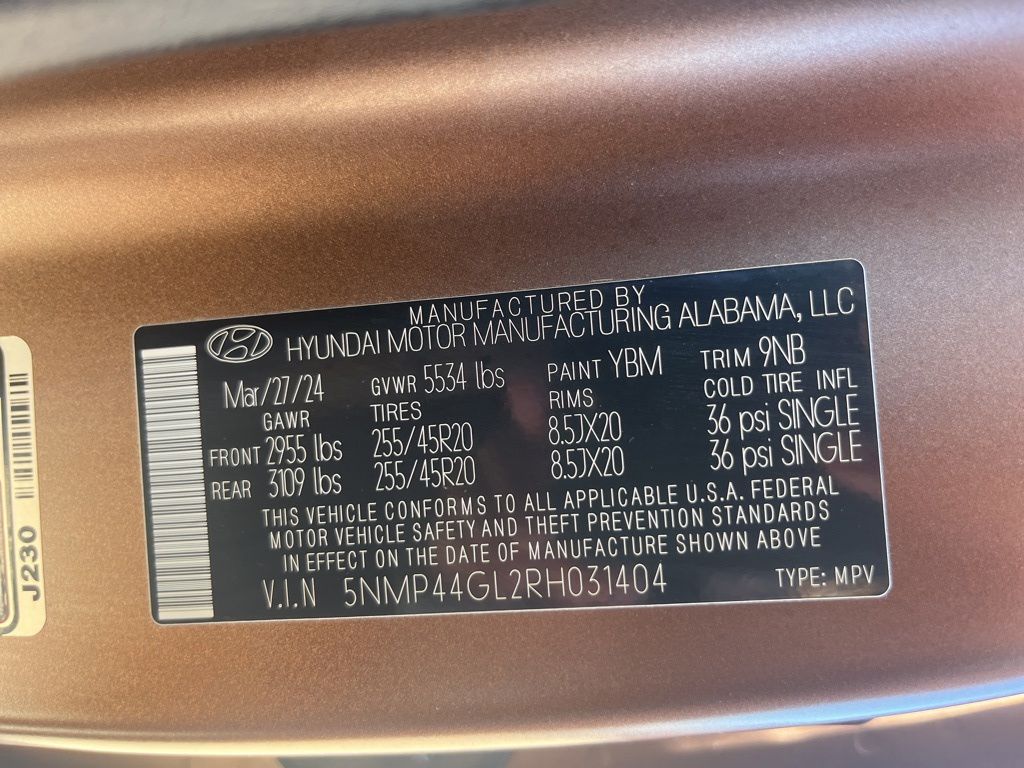 MANUFACTURED BY
HYUNDAI MOTOR MANUFACTURING ALABAMA, LLC
Mar/27/24 GVWR 5534 lbs PAINT YBM TRIM 9NB
GAWR TIRES RIMS COLD TIRE INFL
FRONT 2955 lbs 255/45R20 8.5JX20 36 psi SINGLE
REAR 3109 lbs 255/45R20 8.5JX20 36 psi SINGLE
THIS VEHICLE CONFORMS TO ALL APPLICABLE U.S.A. FEDERAL
MOTOR VEHICLE SAFETY AND THEFT PREVENTION STANDARDS
IN EFFECT ON THE DATE OF MANUFACTURE SHOWN ABOVE
V.I.N 5NMP44GL2RH031404 TYPE: MPV
J230